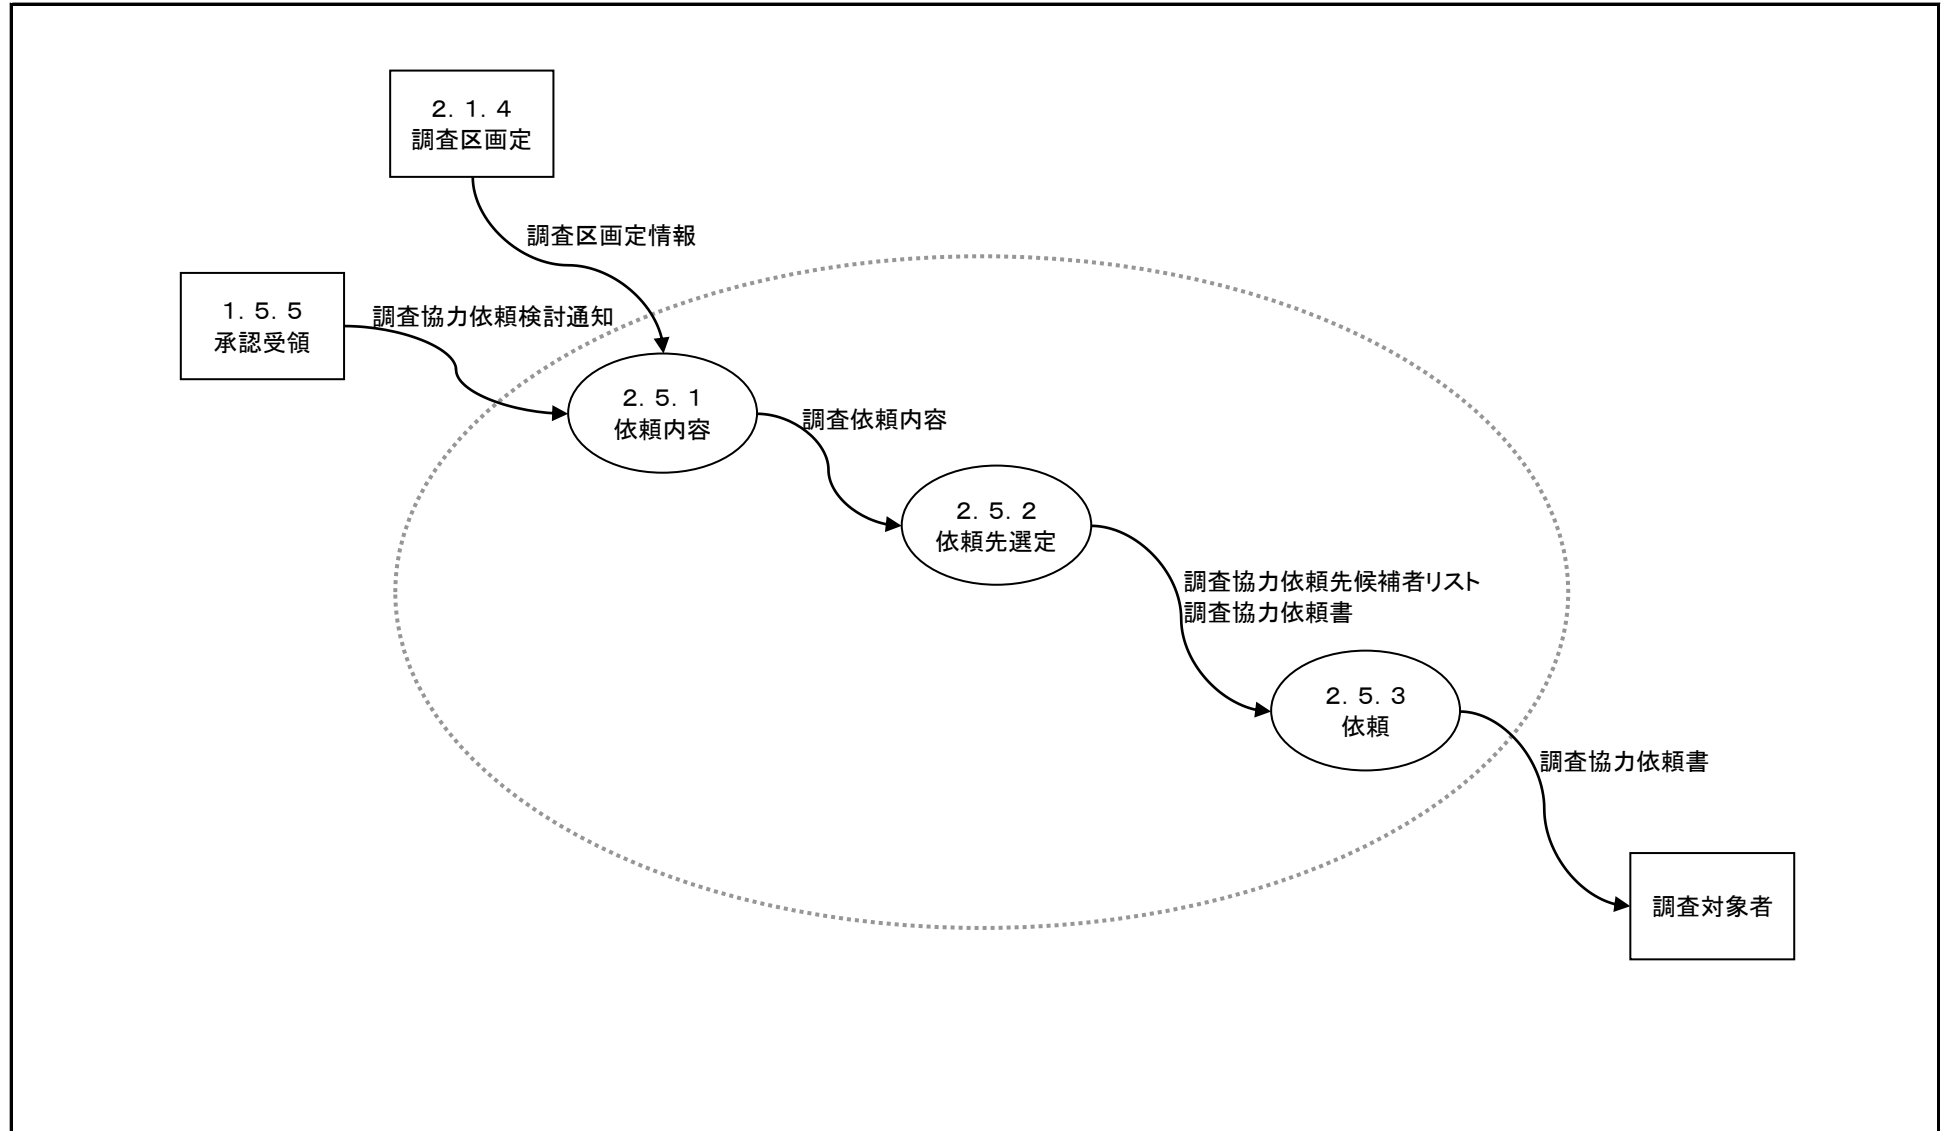 ２．１．４
調査区画定
調査区画定情報
１．５．５
承認受領
調査協力依頼検討通知
２．５．１
依頼内容
調査依頼内容
２．５．２
依頼先選定
調査協力依頼先候補者リスト
調査協力依頼書
２．５．３
依頼
調査協力依頼書
調査対象者